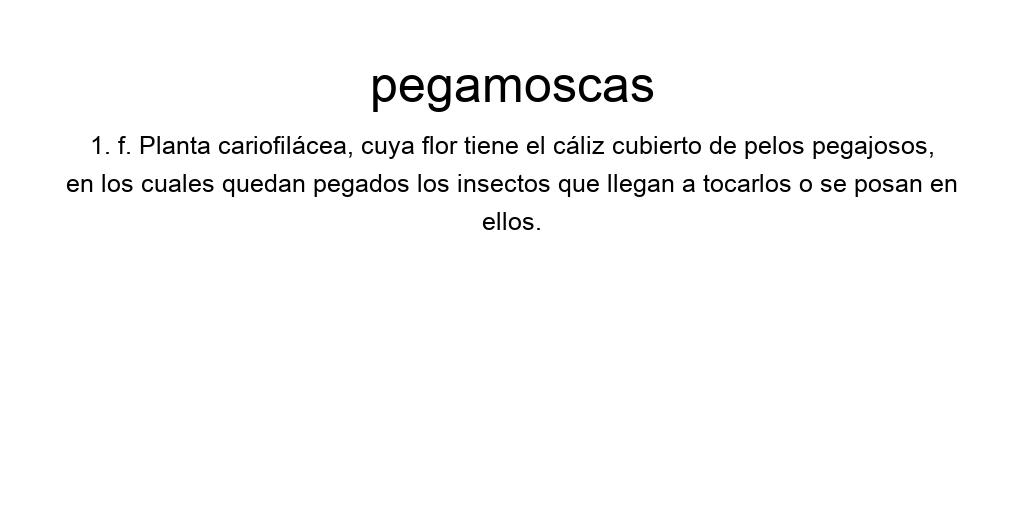 pegamoscas
1. f. Planta cariofilácea, cuya flor tiene el cáliz cubierto de pelos pegajosos,
en los cuales quedan pegados los insectos que llegan a tocarlos o se posan en
ellos.